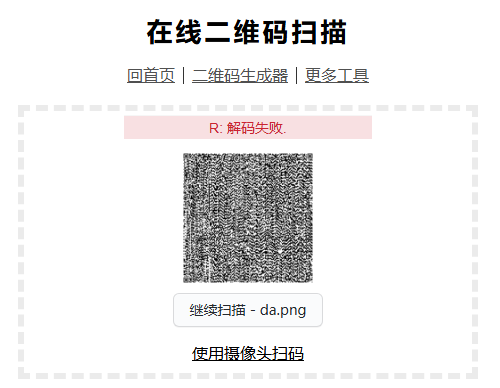 在线二维码扫描
回首页 | 二维码生成器 | 更多工具
R: 解码失败.
继续扫描 - da.png
使用摄像头扫码